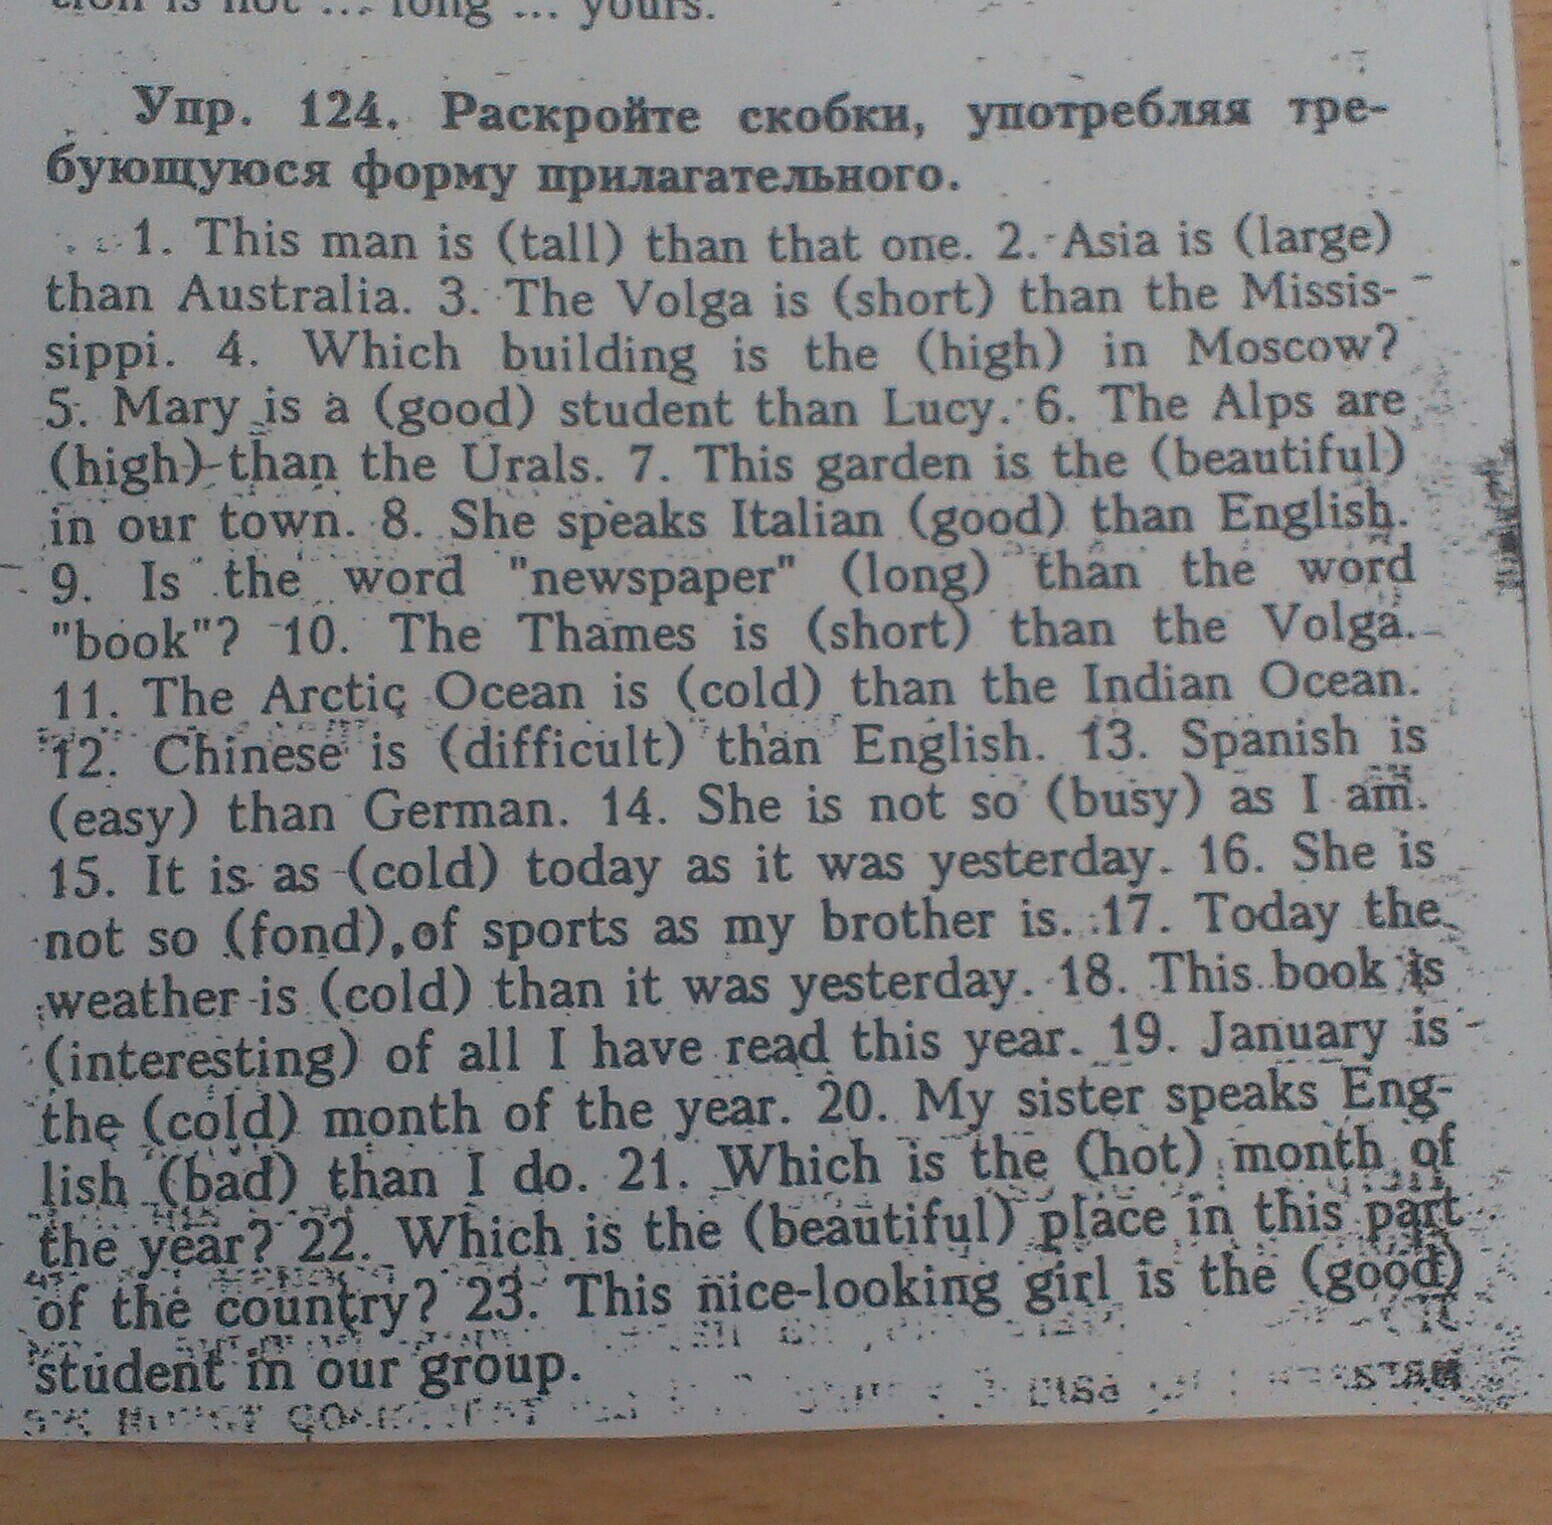 tion is not ... long ... yours.
Упр. 124. Раскройте скобки, употребляя тре-
бующуюся форму прилагательного.
1. This man is (tall) than that one. 2. Asia is (large)
than Australia. 3. The Volga is (short) than the Missis-
sippi. 4. Which building is the (high) in Moscow?
5. Mary is a (good) student than Lucy. 6. The Alps are
(high) than the Urals. 7. This garden is the (beautiful)
in our town. 8. She speaks Italian (good) than English.
9. Is the word "newspaper" (long) than the word
"book"? 10. The Thames is (short) than the Volga.
11. The Arctic Ocean is (cold) than the Indian Ocean.
12. Chinese is (difficult) than English. 13. Spanish is
(easy) than German. 14. She is not so (busy) as I am.
15. It is as (cold) today as it was yesterday. 16. She is
not so (fond) of sports as my brother is. 17. Today the
weather is (cold) than it was yesterday. 18. This book is
(interesting) of all I have read this year. 19. January is
the (cold) month of the year. 20. My sister speaks Eng-
lish (bad) than I do. 21. Which is the (hot) month of
the year? 22. Which is the (beautiful) place in this part
of the country? 23. This nice-looking girl is the (good)
student in our group.